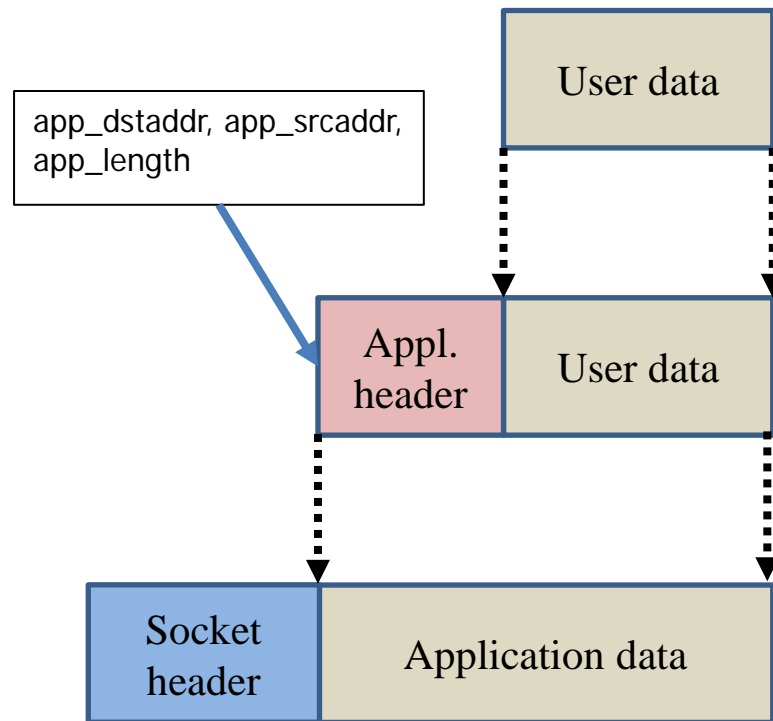 User data
app_dstaddr, app_srcaddr,
app_length
Appl.
header
User data
Socket
header
Application data